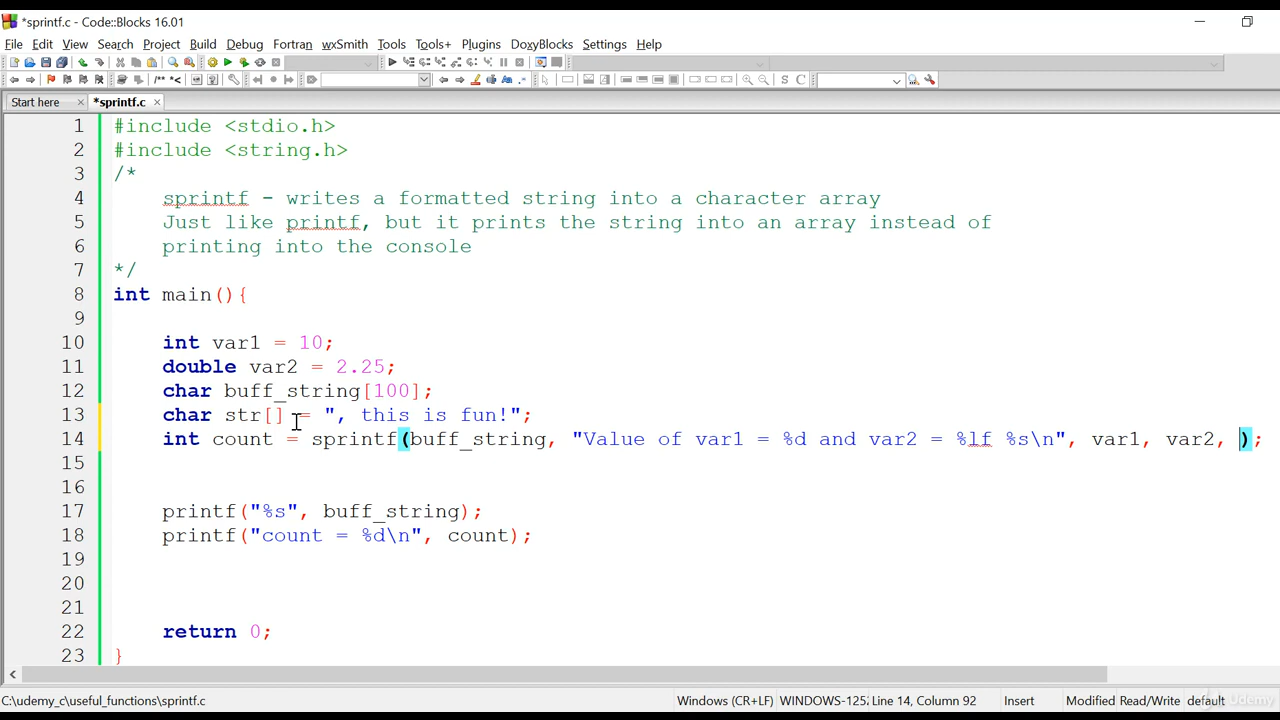 *sprintf.c - Code::Blocks 16.01
File Edit View Search Project Build Debug Fortran wxSmith Tools Tools+ Plugins DoxyBlocks Settings Help
Start here *sprintf.c
1 #include <stdio.h>
2 #include <string.h>
3 /*
4 sprintf - writes a formatted string into a character array
5 Just like printf, but it prints the string into an array instead of
6 printing into the console
7 */
8 int main(){
9
10 int var1 = 10;
11 double var2 = 2.25;
12 char buff_string[100];
13 char str[] = ", this is fun!";
14 int count = sprintf(buff_string, "Value of var1 = %d and var2 = %lf %s\n", var1, var2, );
15
16
17 printf("%s", buff_string);
18 printf("count = %d\n", count);
19
20
21
22 return 0;
23 }
C:\udemy_c\useful_functions\sprintf.c Windows (CR+LF) WINDOWS-125 Line 14, Column 92 Insert Modified Read/Write default
Udemy